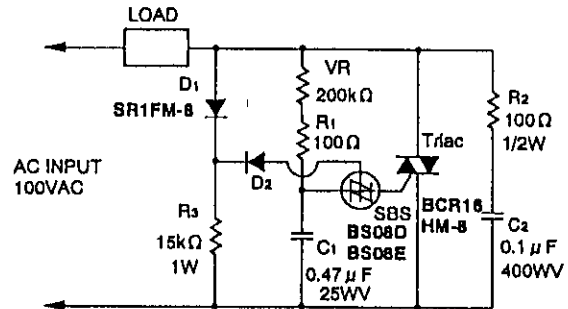 LOAD
D1
SR1FM-8
VR
200kΩ
R1
100Ω
R2
100Ω
1/2W
Triac
AC INPUT
100VAC
D2
R3
15kΩ
1W
SBS
BS08D
BS08E
BCR16
HM-8
C1
0.47μF
25WV
C2
0.1μF
400WV